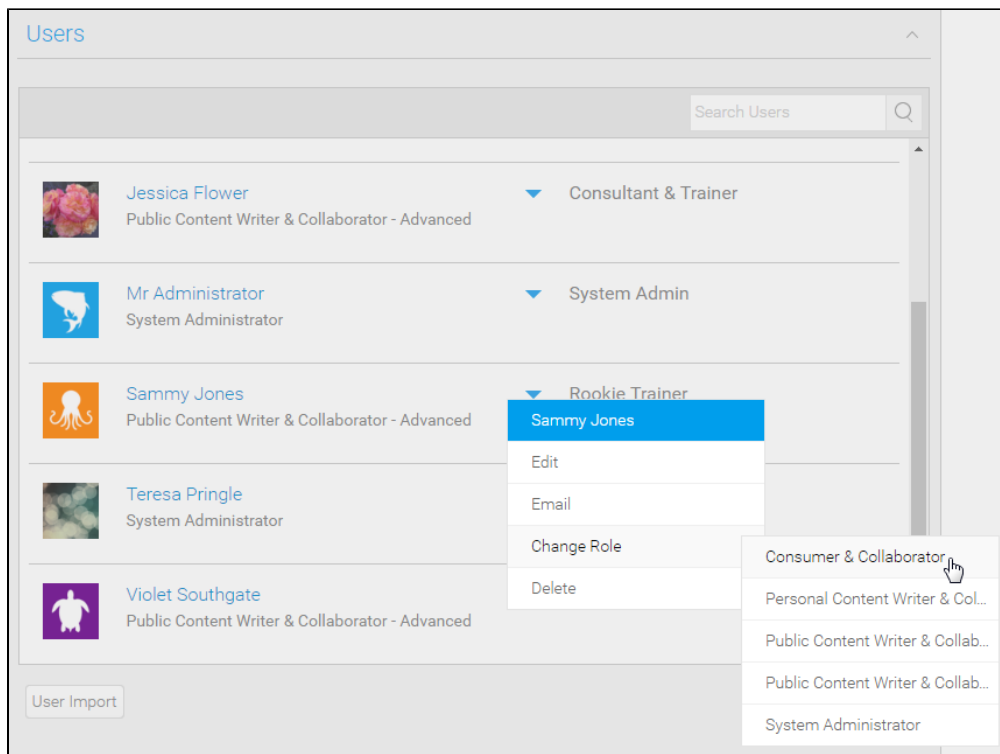 Users
Search Users
Jessica Flower
Consultant & Trainer
Public Content Writer & Collaborator - Advanced
Mr Administrator
System Admin
System Administrator
Sammy Jones
Rookie Trainer
Public Content Writer & Collaborator - Advanced
Sammy Jones
Edit
Email
Change Role
Delete
Teresa Pringle
System Administrator
Consumer & Collaborator
Personal Content Writer & Col...
Public Content Writer & Collab...
Public Content Writer & Collab...
System Administrator
Violet Southgate
Public Content Writer & Collaborator - Advanced
User Import